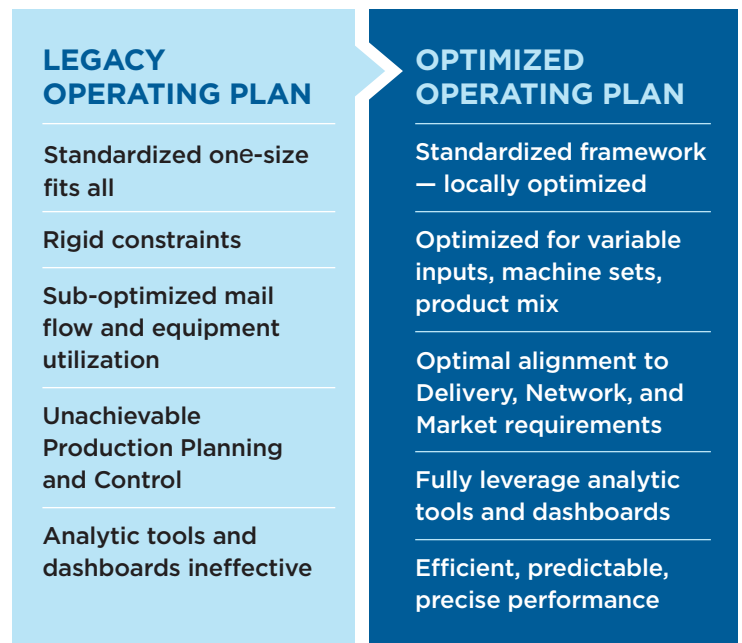 LEGACY
OPERATING PLAN
Standardized one-size
fits all
Rigid constraints
Sub-optimized mail
flow and equipment
utilization
Unachievable
Production Planning
and Control
Analytic tools and
dashboards ineffective
OPTIMIZED
OPERATING PLAN
Standardized framework
— locally optimized
Optimized for variable
inputs, machine sets,
product mix
Optimal alignment to
Delivery, Network, and
Market requirements
Fully leverage analytic
tools and dashboards
Efficient, predictable,
precise performance